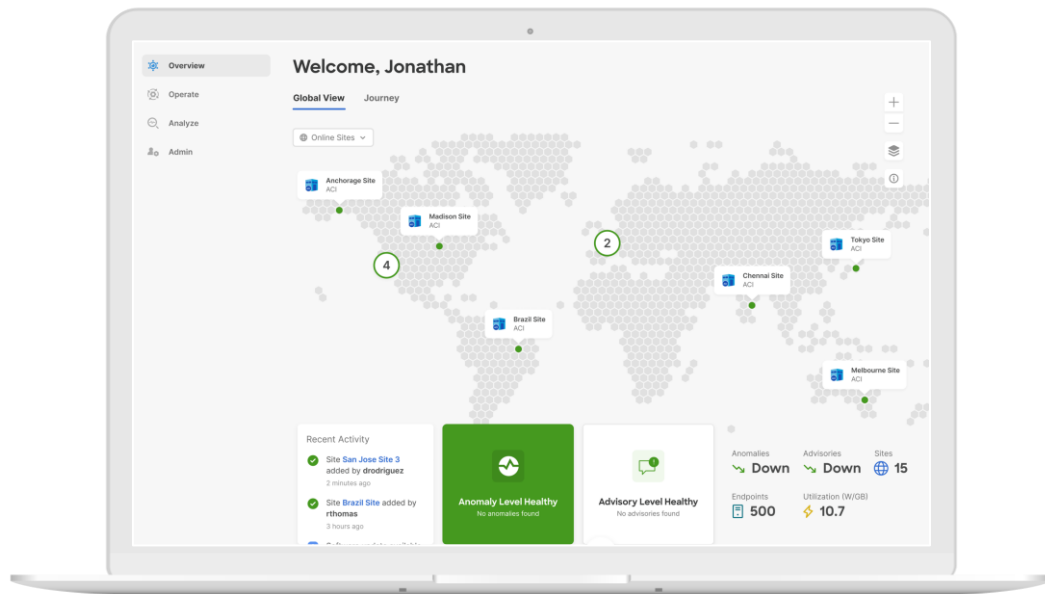 Overview
Operate
Analyze
Admin
Welcome, Jonathan
Global View
Journey
Online Sites
Anchorage Site
ACI
Madison Site
ACI
4
2
Tokyo Site
ACI
Chennai Site
ACI
Brazil Site
ACI
Melbourne Site
ACI
Recent Activity
Site San Jose Site 3
added by drodriguez
2 minutes ago
Site Brazil Site added by
rthomas
3 hours ago
Anomaly Level Healthy
No anomalies found
Advisory Level Healthy
No advisories found
Anomalies
Down
Advisories
Down
Sites
15
Endpoints
500
Utilization (W/GB)
10.7